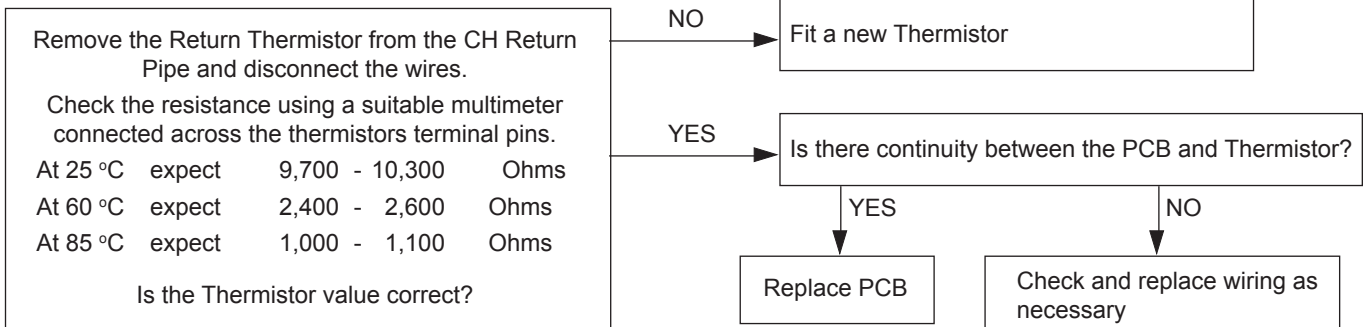 Remove the Return Thermistor from the CH Return
Pipe and disconnect the wires.
Check the resistance using a suitable multimeter
connected across the thermistors terminal pins.
At 25 °C expect 9,700 - 10,300 Ohms
At 60 °C expect 2,400 - 2,600 Ohms
At 85 °C expect 1,000 - 1,100 Ohms
Is the Thermistor value correct?
NO
Fit a new Thermistor
YES
Is there continuity between the PCB and Thermistor?
YES
Replace PCB
NO
Check and replace wiring as
necessary